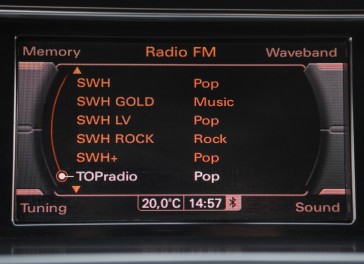 Memory Radio FM Waveband
SWH Pop
SWH GOLD Music
SWH LV Pop
SWH ROCK Rock
SWH+ Pop
TOPradio Pop
Tuning 20,0°C 14:57 Sound